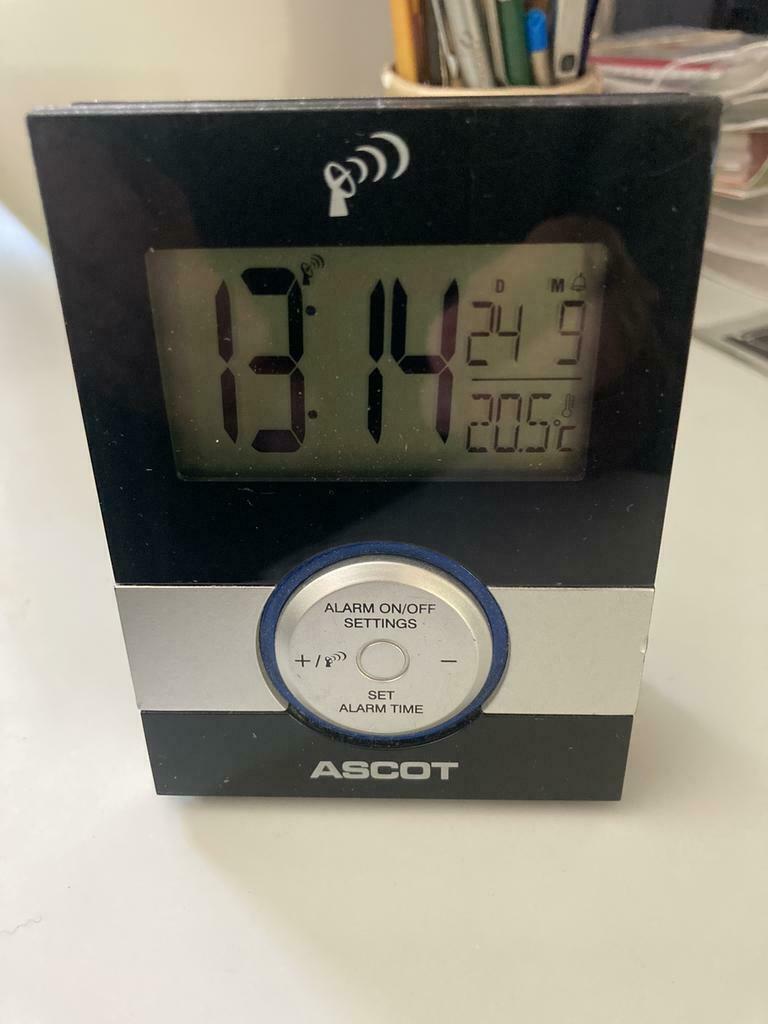 13:14
D M
24 9
20.5°C
ALARM ON/OFF
SETTINGS
+/ −
SET
ALARM TIME
ASCOT